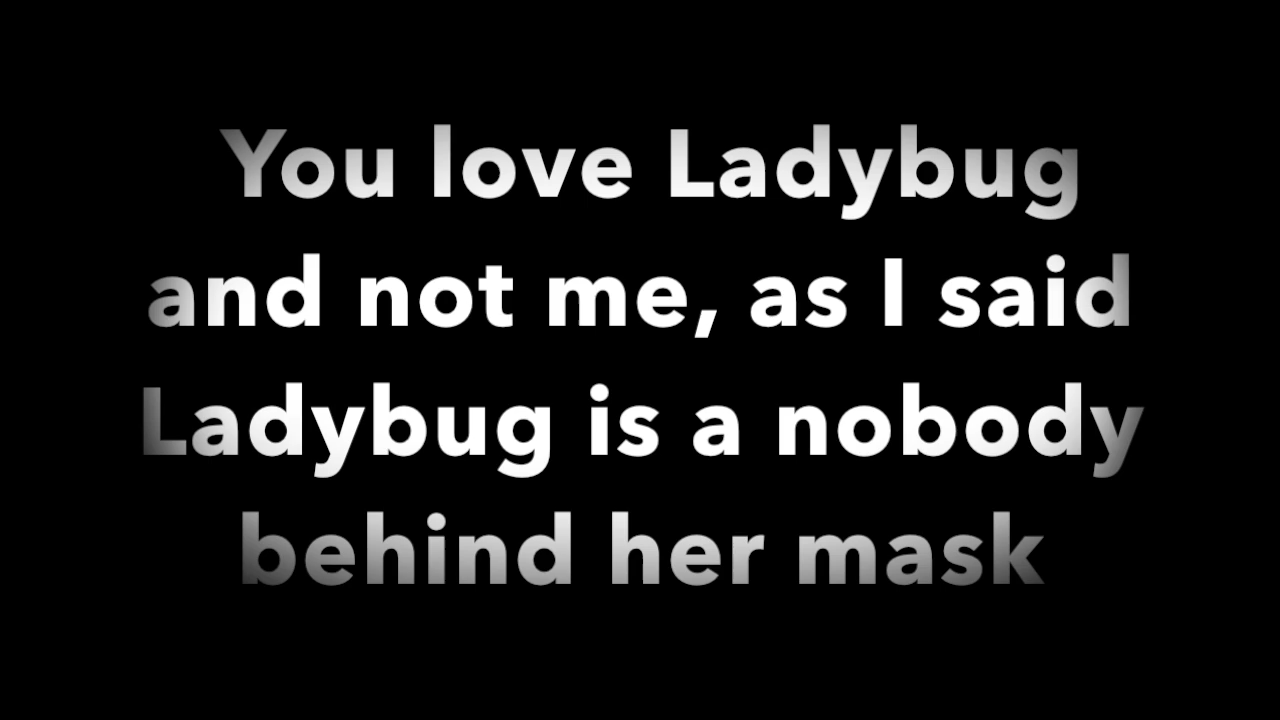 You love Ladybug
and not me, as I said
Ladybug is a nobody
behind her mask